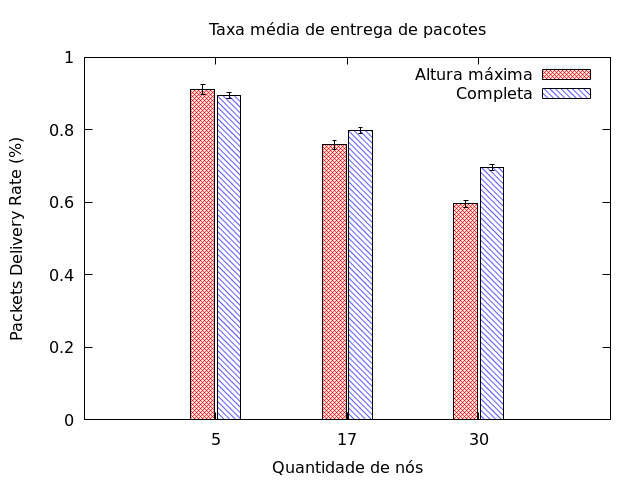 Taxa média de entrega de pacotes
Altura máxima
Completa
1
0.8
0.6
0.4
0.2
0
Packets Delivery Rate (%)
5 17 30
Quantidade de nós